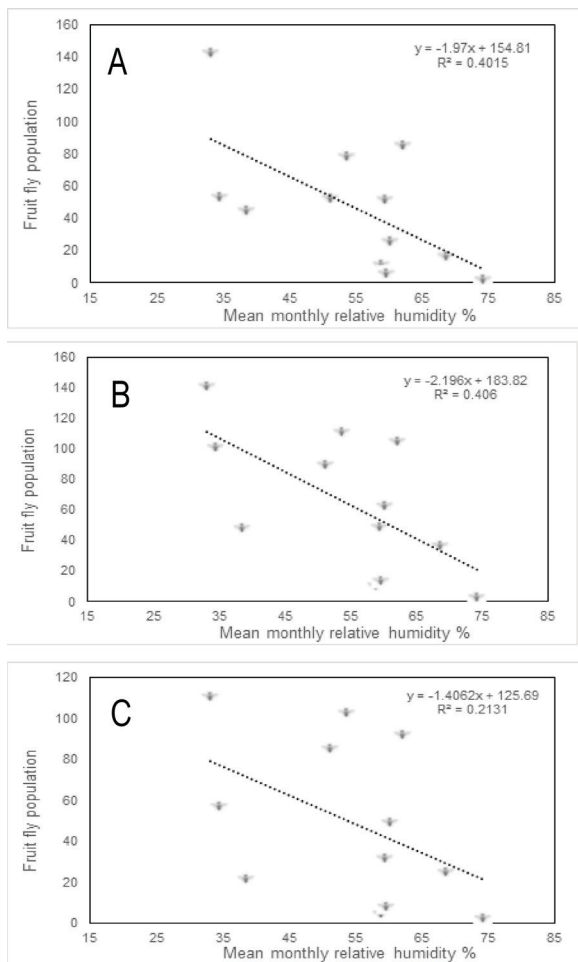 160
140
120
100
80
60
40
20
0
A
y = -1.97x + 154.81
R² = 0.4015
Fruit fly population
15 25 35 45 55 65 75 85
Mean monthly relative humidity %
160
140
120
100
80
60
40
20
0
B
y = -2.196x + 183.82
R² = 0.406
Fruit fly population
15 25 35 45 55 65 75 85
Mean monthly relative humidity %
120
100
80
60
40
20
0
C
y = -1.4062x + 125.69
R² = 0.2131
Fruit fly population
15 25 35 45 55 65 75 85
Mean monthly relative humidity %